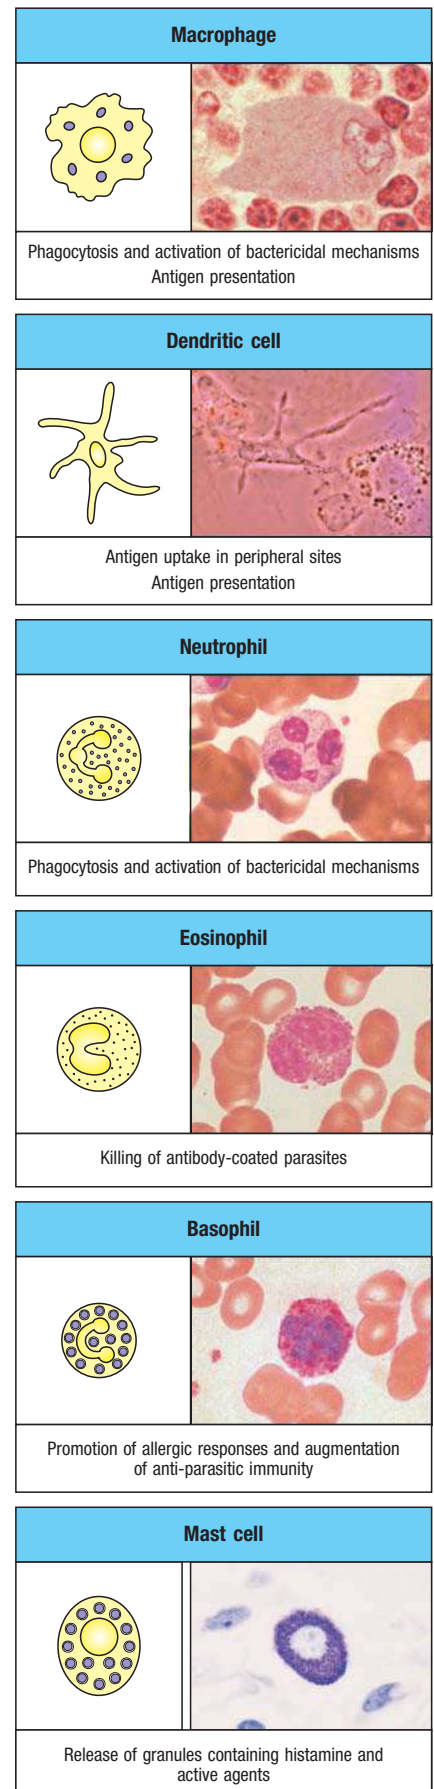 Macrophage
Phagocytosis and activation of bactericidal mechanisms
Antigen presentation
Dendritic cell
Antigen uptake in peripheral sites
Antigen presentation
Neutrophil
Phagocytosis and activation of bactericidal mechanisms
Eosinophil
Killing of antibody-coated parasites
Basophil
Promotion of allergic responses and augmentation
of anti-parasitic immunity
Mast cell
Release of granules containing histamine and
active agents